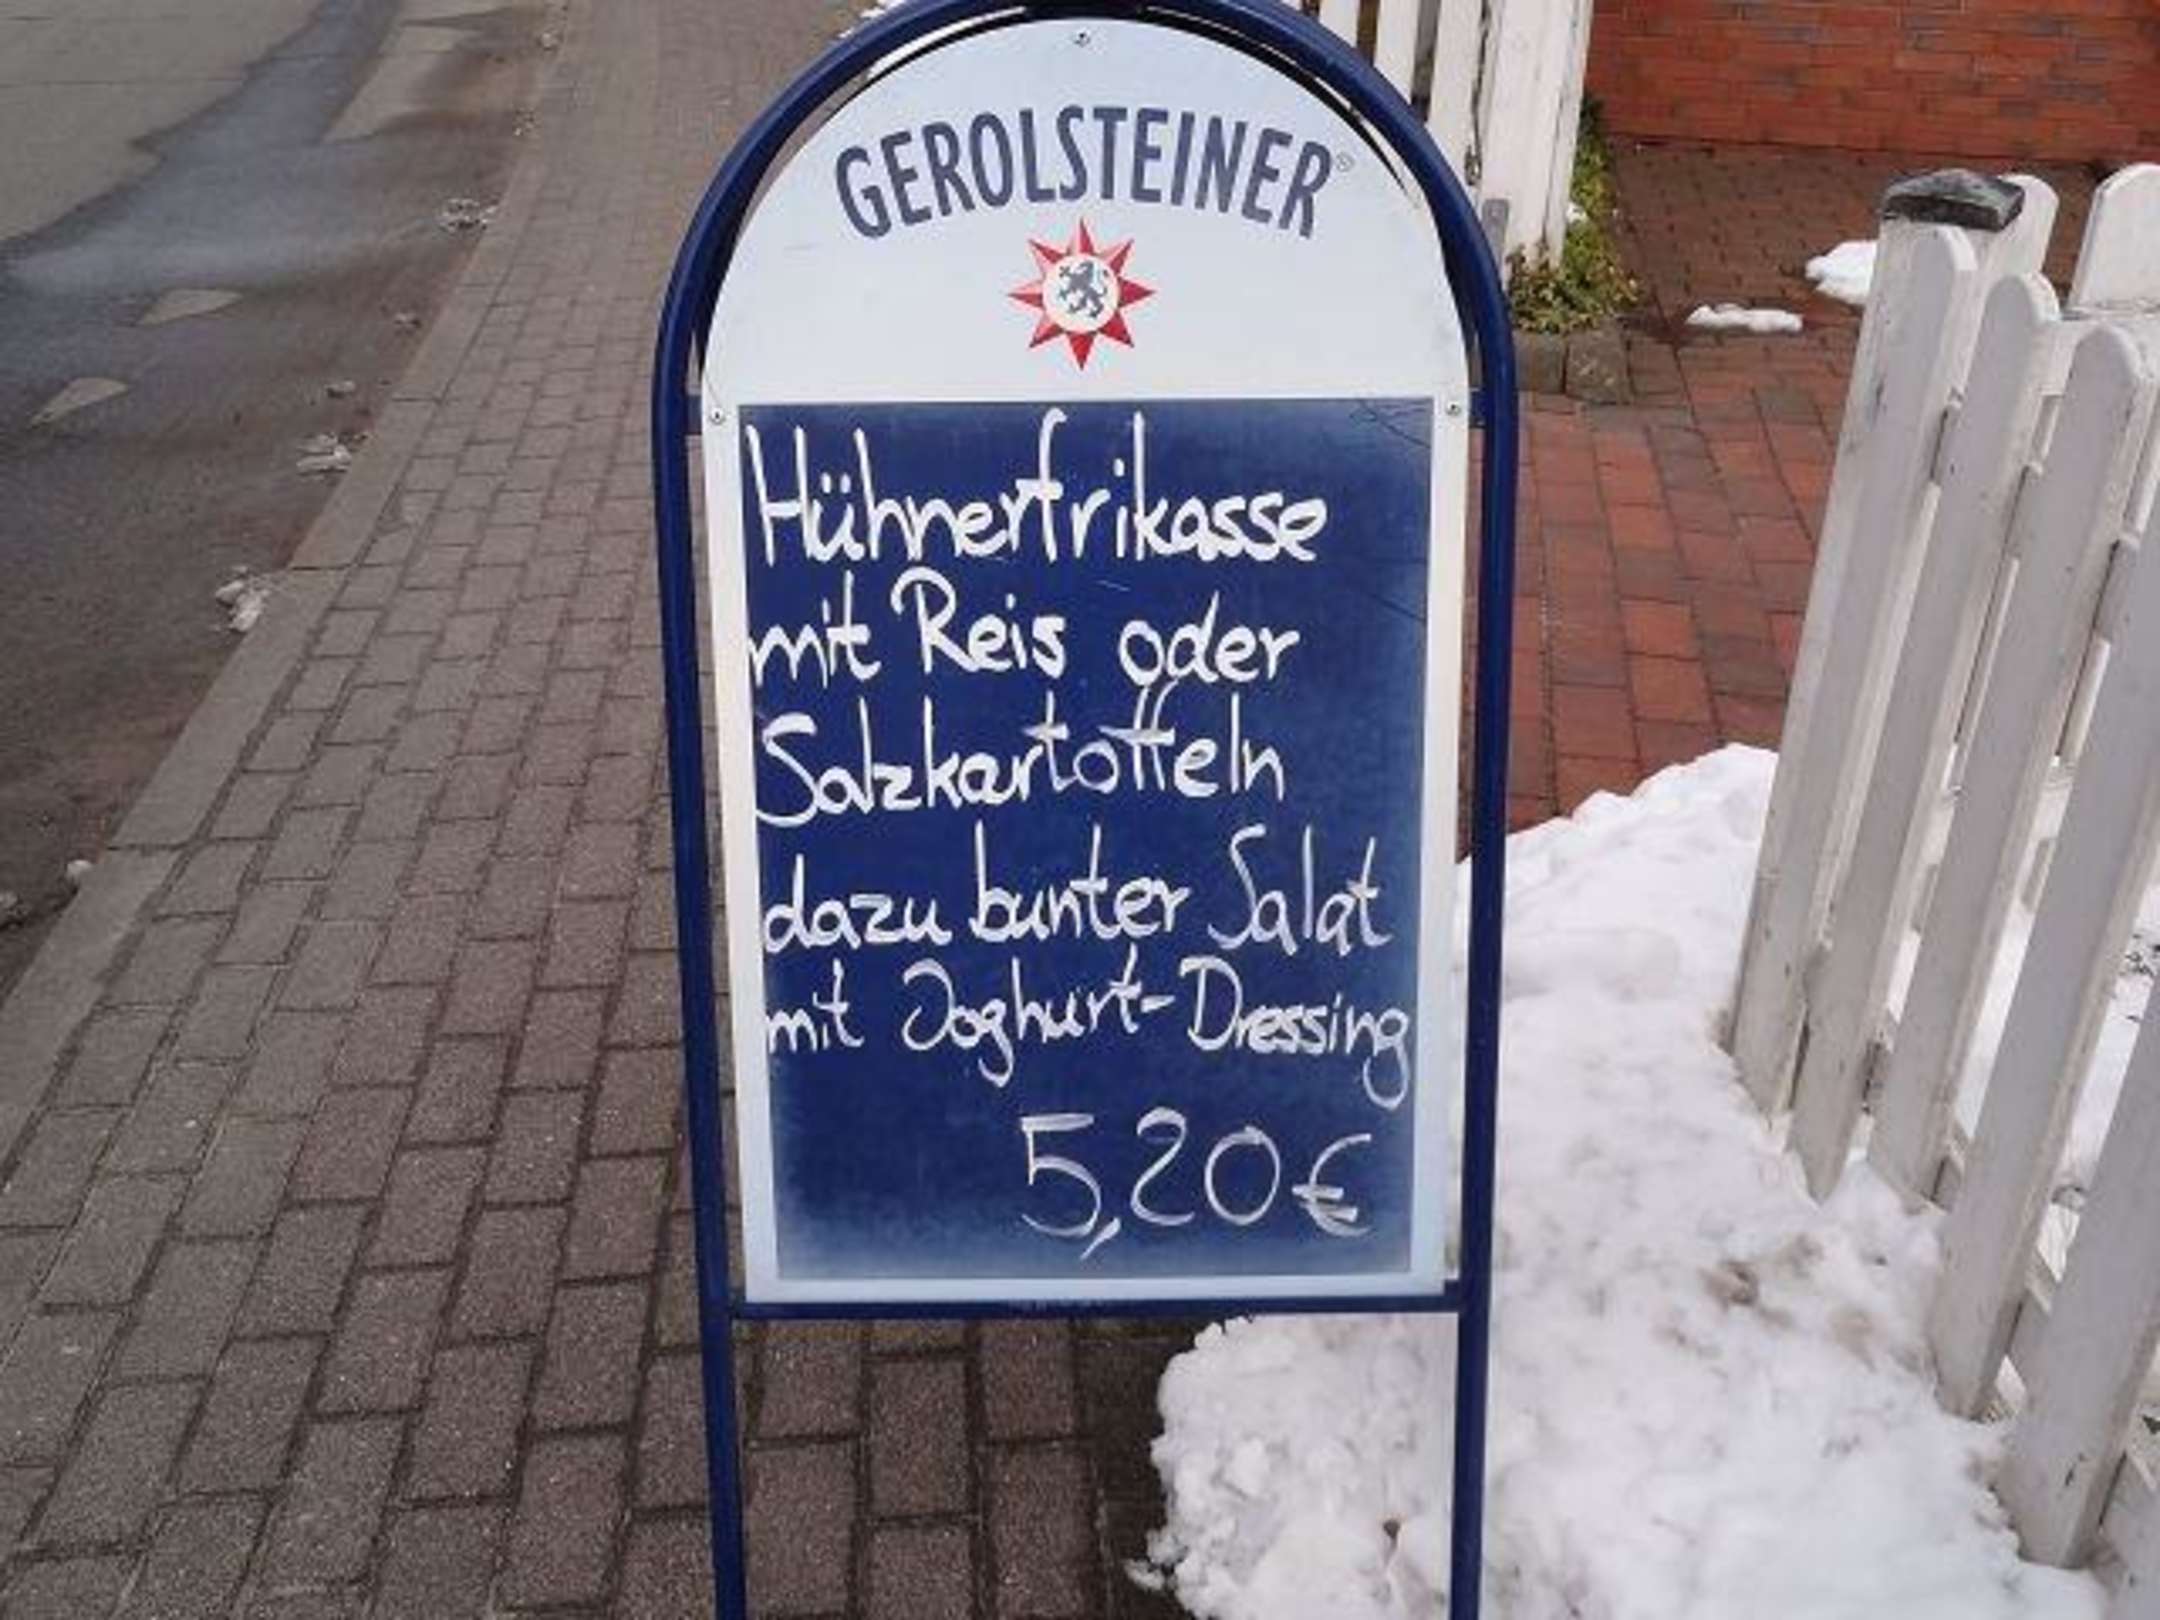 GEROLSTEINER®
Hühnerfrikasse
mit Reis oder
Salzkartoffeln
dazu bunter Salat
mit Joghurt-Dressing
5,20€